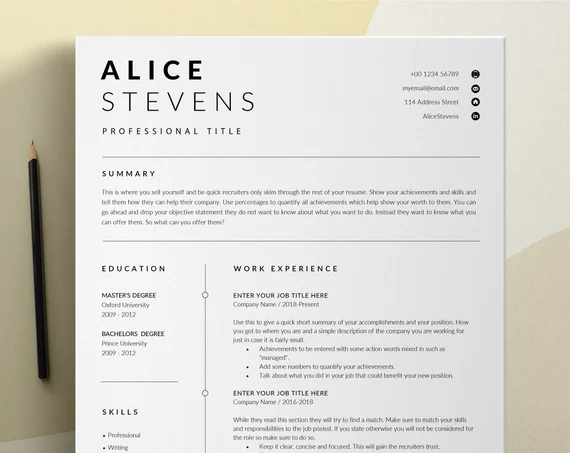 ALICE
STEVENS
PROFESSIONAL TITLE
+00 1234 56789
myemail@email.com
114 Address Street
AliceStevens
in
SUMMARY
This is where you sell yourself and be quick recruiters only skim through the rest of your resume. Show your achievements and skills and
tell them how they can help their company. Use percentages to quantify all achievements which help show your worth to them. You can
go ahead and drop your objective statement they do not want to know about what you want to do. Instead they want to know what you
can offer them. So what can you offer them?
EDUCATION
MASTER'S DEGREE
Oxford University
2009 - 2012
BACHELORS DEGREE
Prince University
2009 - 2012
SKILLS
• Professional
• Writing
WORK EXPERIENCE
ENTER YOUR JOB TITLE HERE
Company Name / 2018-Present
Use this to give a quick short summary of your accomplishments and your position. How
you got to where you are and a simple description of the company you are working for
just in case it is fairly small.
• Achievements to be entered with some action words mixed in such as
"managed".
• Add some numbers to quantify your achievements.
• Talk about what you did in your job that could benefit your new position.
ENTER YOUR JOB TITLE HERE
Company Name / 2016-2018
While they read this section they will try to find a match. Make sure to match your skills
and responsibilities to the job posted. If you state otherwise you will not be considered for
the role so make sure to do so.
• Keep it clear, concise and focused. This will gain the recruiters trust.